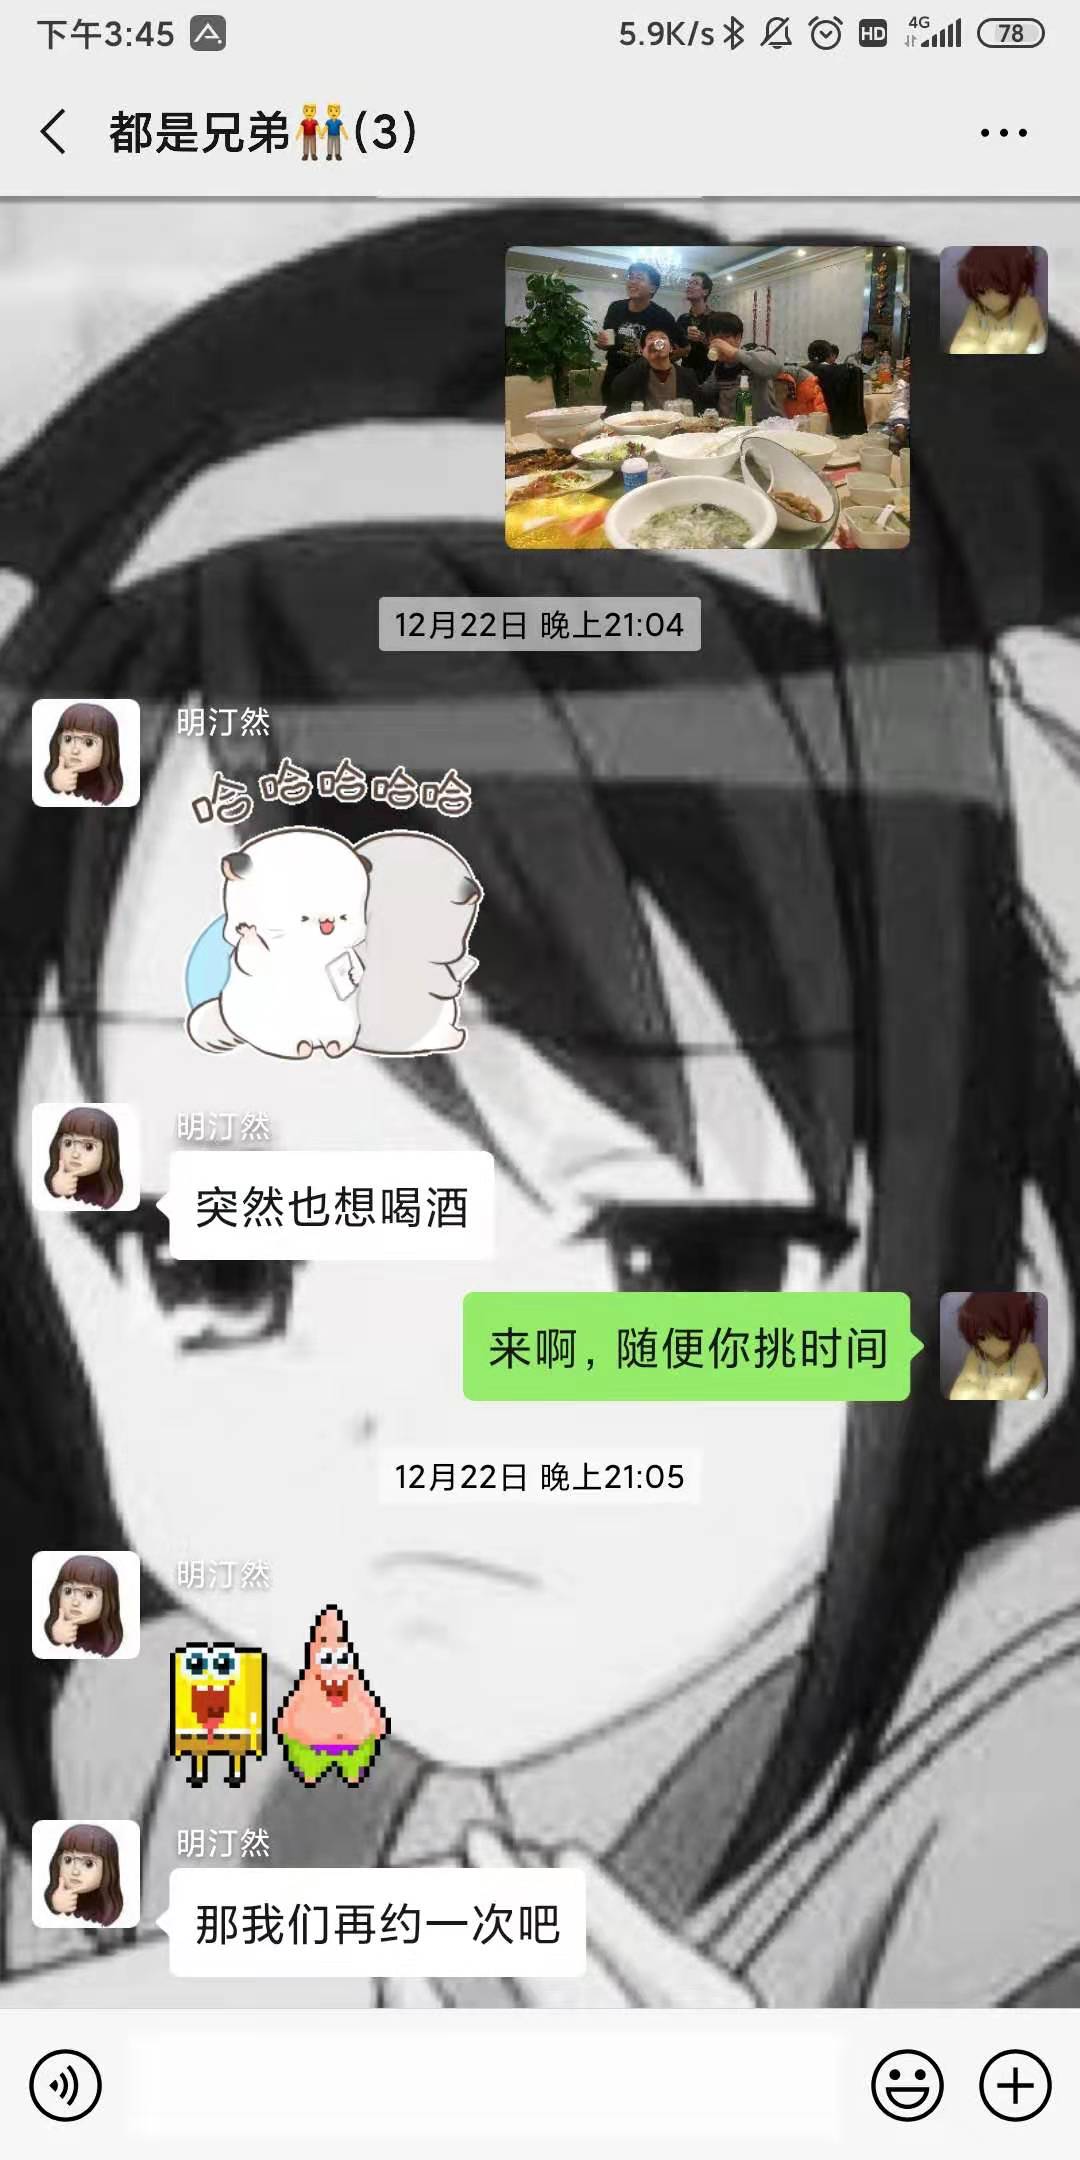 下午3:45
5.9K/s
HD
4G
78
都是兄弟👬(3)
12月22日 晚上21:04
明汀然
哈哈哈哈哈
明汀然
突然也想喝酒
来啊，随便你挑时间
12月22日 晚上21:05
明汀然
明汀然
那我们再约一次吧